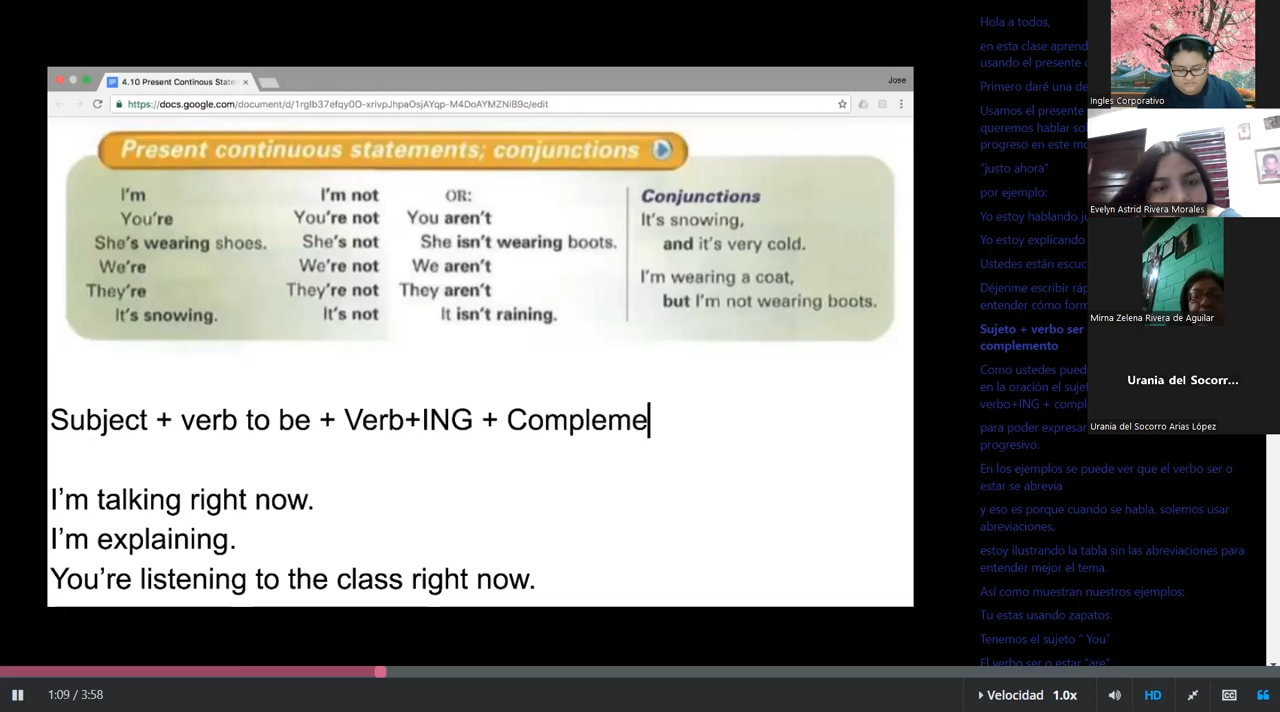 4.10 Present Continous State
Jose
https://docs.google.com/document/d/1rgIb37efqy0O-xrivpJhpaOsjAYqp-M4DoAYMZNiB9c/edit
Present continuous statements; conjunctions
I'm I'm not OR:
You're You're not You aren't
She's wearing shoes. She's not She isn't wearing boots.
We're We're not We aren't
They're They're not They aren't
It's snowing. It's not It isn't raining.
Conjunctions
It's snowing,
and it's very cold.
I'm wearing a coat,
but I'm not wearing boots.
Subject + verb to be + Verb+ING + Compleme
I'm talking right now.
I'm explaining.
You're listening to the class right now.
Hola a todos,
en esta clase aprend
usando el presente c
Primero daré una de
Usamos el presente
queremos hablar so
progreso en este mo
"justo ahora"
por ejemplo:
Yo estoy hablando ju
Yo estoy explicando
Ustedes están escuc
Déjenme escribir ráp
entender cómo form
Sujeto + verbo ser
complemento
Como ustedes pued
en la oración el sujet
verbo+ING + compl
para poder expresar
progresivo.
En los ejemplos se puede ver que el verbo ser o
estar se abrevia
y eso es porque cuando se habla, solemos usar
abreviaciones,
estoy ilustrando la tabla sin las abreviaciones para
entender mejor el tema.
Así como muestran nuestros ejemplos:
Tu estas usando zapatos.
Tenemos el sujeto " You"
El verbo ser o estar "are"
Ingles Corporativo
Evelyn Astrid Rivera Morales
Mirna Zelena Rivera de Aguilar
Urania del Socorr...
Urania del Socorro Arias López
1:09 / 3:58
Velocidad 1.0x
HD
CC